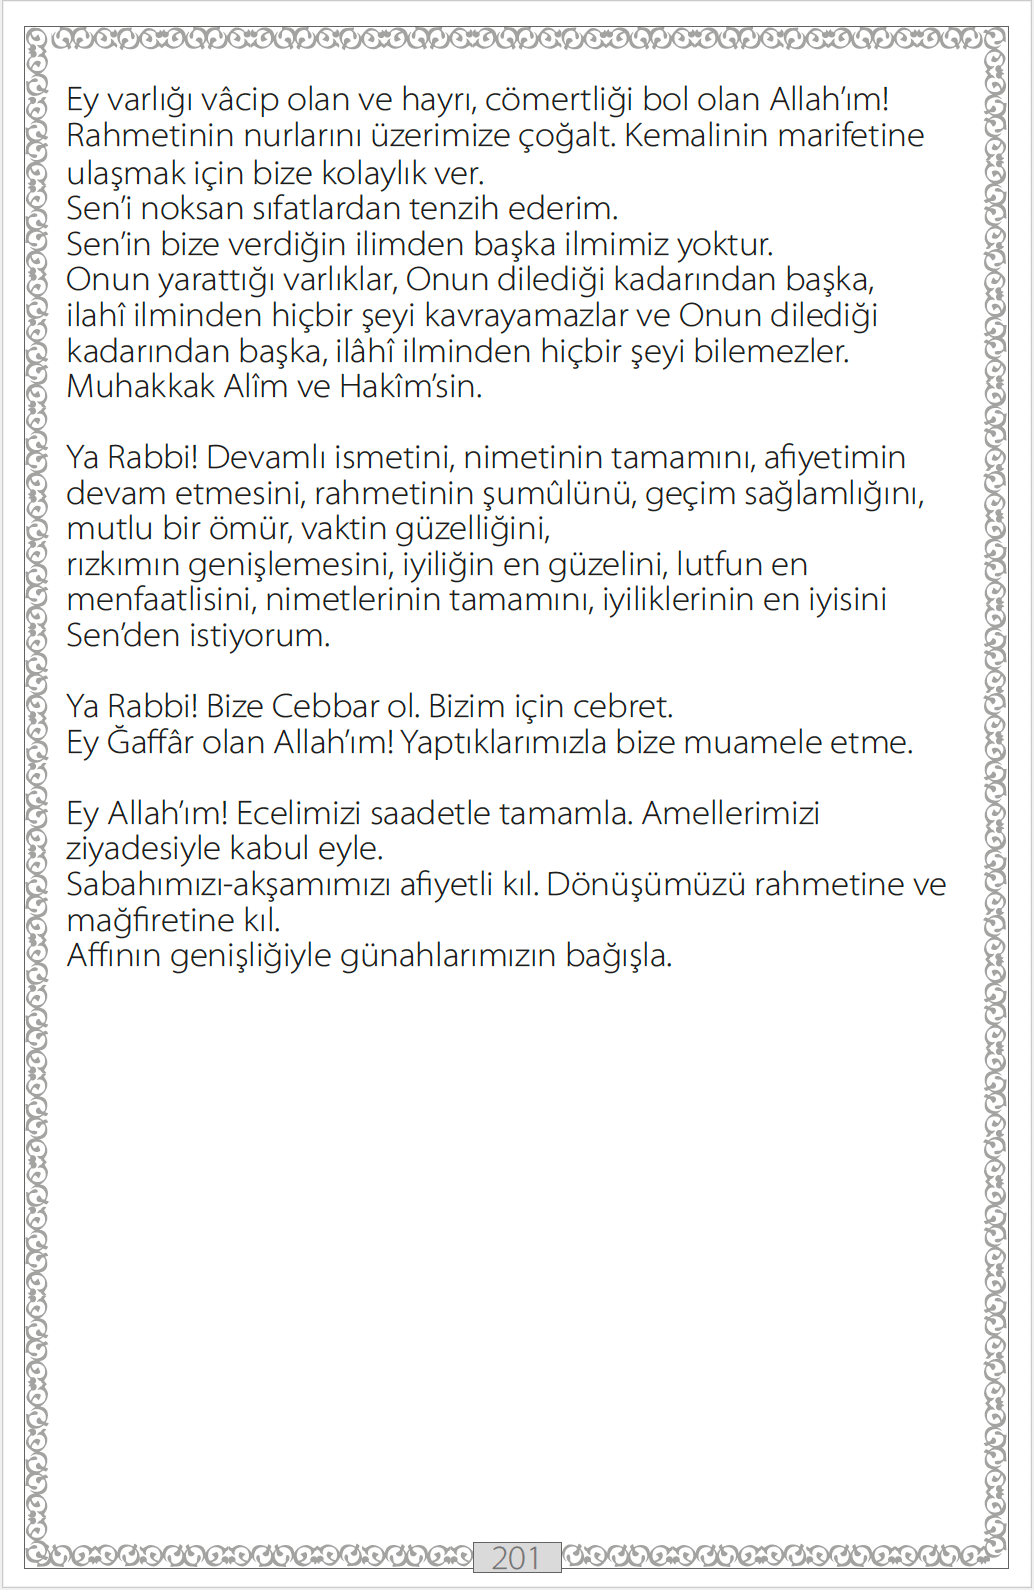 Ey varlığı vâcip olan ve hayrı, cömertliği bol olan Allah’ım!
Rahmetinin nurlarını üzerimize çoğalt. Kemalinin marifetine
ulaşmak için bize kolaylık ver.
Sen’i noksan sıfatlardan tenzih ederim.
Sen’in bize verdiğin ilimden başka ilmimiz yoktur.
Onun yarattığı varlıklar, Onun dilediği kadarından başka,
ilahî ilminden hiçbir şeyi kavrayamazlar ve Onun dilediği
kadarından başka, ilâhî ilminden hiçbir şeyi bilemezler.
Muhakkak Alîm ve Hakîm’sin.
Ya Rabbi! Devamlı ismetini, nimetinin tamamını, afiyetimin
devam etmesini, rahmetinin şumûlünü, geçim sağlamlığını,
mutlu bir ömür, vaktin güzelliğini,
rızkımın genişlemesini, iyiliğin en güzelini, lutfun en
menfaatlisini, nimetlerinin tamamını, iyiliklerinin en iyisini
Sen’den istiyorum.
Ya Rabbi! Bize Cebbar ol. Bizim için cebret.
Ey Ğaffâr olan Allah’ım! Yaptıklarımızla bize muamele etme.
Ey Allah’ım! Ecelimizi saadetle tamamla. Amellerimizi
ziyadesiyle kabul eyle.
Sabahımızı-akşamımızı afiyetli kıl. Dönüşümüzü rahmetine ve
mağfiretine kıl.
Affının genişliğiyle günahlarımızın bağışla.
201